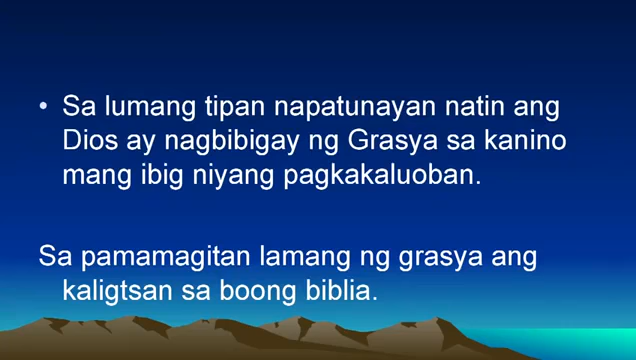 • Sa lumang tipan napatunayan natin ang
Dios ay nagbibigay ng Grasya sa kanino
mang ibig niyang pagkakaluoban.
Sa pamamagitan lamang ng grasya ang
kaligtsan sa boong biblia.